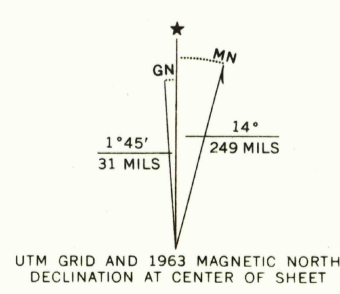 ★
MN
GN
1°45′
31 MILS
14°
249 MILS
UTM GRID AND 1963 MAGNETIC NORTH
DECLINATION AT CENTER OF SHEET